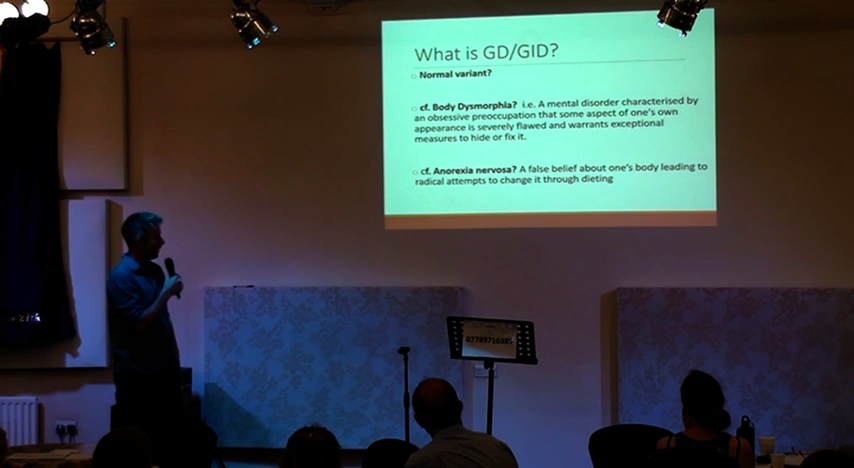 What is GD/GID?
Normal variant?
cf. Body Dysmorphia? i.e. A mental disorder characterised by
an obsessive preoccupation that some aspect of one's own
appearance is severely flawed and warrants exceptional
measures to hide or fix it.
cf. Anorexia nervosa? A false belief about one's body leading to
radical attempts to change it through dieting
07789710385